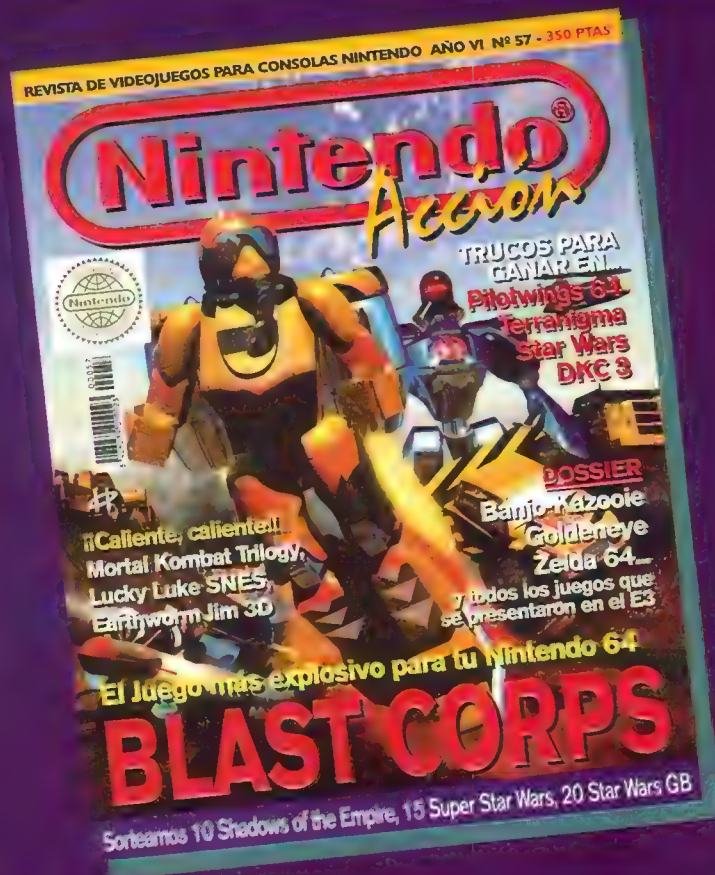 REVISTA DE VIDEOJUEGOS PARA CONSOLAS NINTENDO AÑO VI Nº 57 - 350 PTAS
Nintendo®
Acción
TRUCOS PARA
GANAR EN...
Pilotwings 64
Terranigma
Star Wars
DKC 3
Nintendo
00057
DOSSIER
Banjo-Kazooie
Goldeneye
Zelda 64...
y todos los juegos que
se presentaron en el E3
¡¡Caliente, caliente!!
Mortal Kombat Trilogy,
Lucky Luke SNES,
Earthworm Jim 3D
El Juego más explosivo para tu Nintendo 64
BLAST CORPS
Sorteamos 10 Shadows of the Empire, 15 Super Star Wars, 20 Star Wars GB